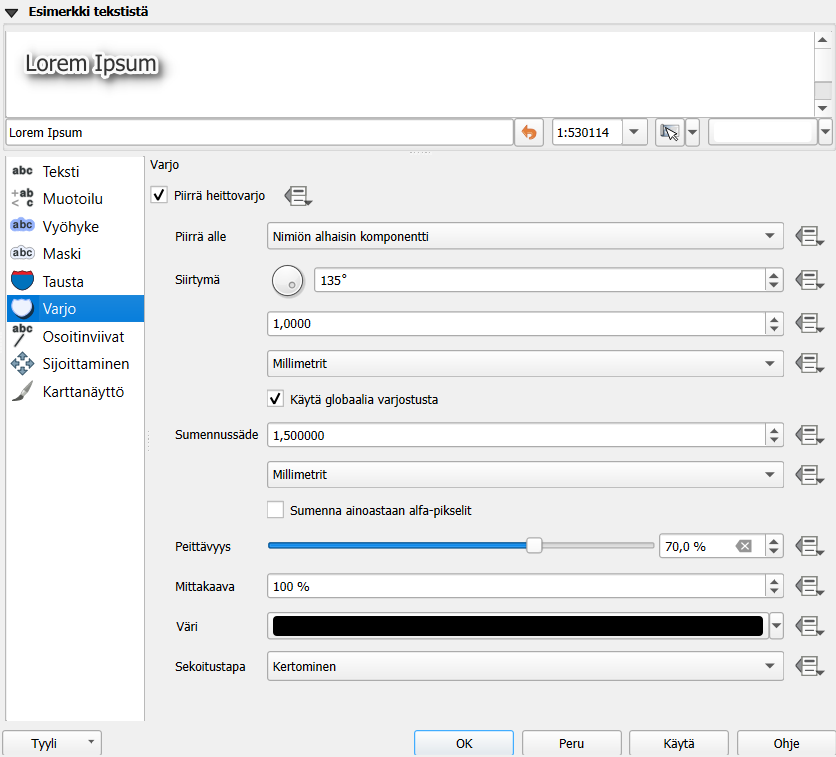 Esimerkki tekstistä
Lorem Ipsum
Lorem Ipsum
1:530114
abc Teksti
+ab < c Muotoilu
abc Vyöhyke
abc Maski
Tausta
Varjo
abc Osoitinviivat
Sijoittaminen
Karttanäyttö
Varjo
Piirrä heittovarjo
Piirrä alle Nimiön alhaisin komponentti
Siirtymä 135°
1,0000
Millimetrit
Käytä globaalia varjostusta
Sumennussäde 1,500000
Millimetrit
Sumenna ainoastaan alfa-pikselit
Peittävyys 70,0 %
Mittakaava 100 %
Väri
Sekoitustapa Kertominen
Tyyli OK Peru Käytä Ohje